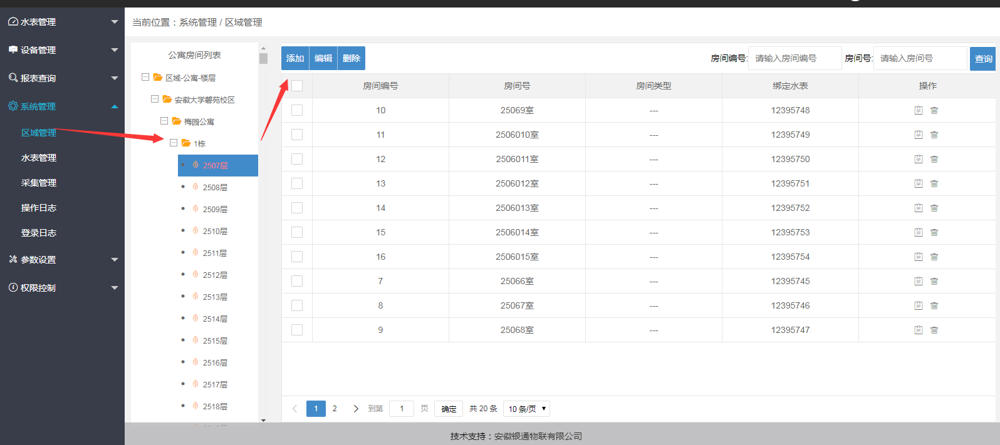 水表管理
设备管理
报表查询
系统管理
区域管理
水表管理
采集管理
操作日志
登录日志
参数设置
权限控制
当前位置：系统管理 / 区域管理
公寓房间列表
区域-公寓-楼层
安徽大学磬苑校区
梅园公寓
1栋
2507层
2508层
2509层
2510层
2511层
2512层
2513层
2514层
2515层
2516层
2517层
2518层
添加 编辑 删除
房间编号: 请输入房间编号 房间号: 请输入房间号 查询
房间编号 房间号 房间类型 绑定水表 操作
10 25069室 --- 12395748
11 2506010室 --- 12395749
12 2506011室 --- 12395750
13 2506012室 --- 12395751
14 2506013室 --- 12395752
15 2506014室 --- 12395753
16 2506015室 --- 12395754
7 25066室 --- 12395745
8 25067室 --- 12395746
9 25068室 --- 12395747
1 2 到第 1 页 确定 共 20 条 10 条/页
技术支持：安徽银通物联有限公司